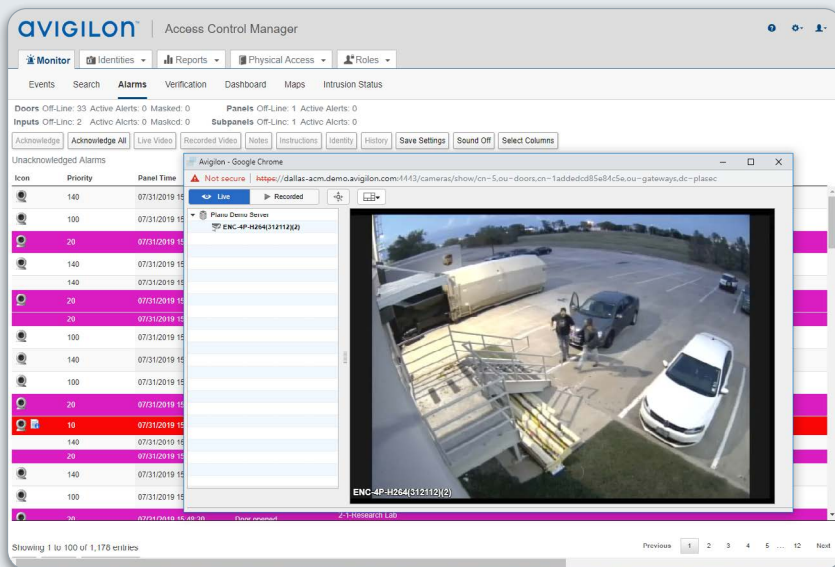 AVIGILON™ Access Control Manager
Monitor Identities Reports Physical Access Roles
Events Search Alarms Verification Dashboard Maps Intrusion Status
Doors Off-Line: 33 Active Alerts: 0 Masked: 0 Panels Off-Line: 1 Active Alerts: 0
Inputs Off-Line: 2 Active Alerts: 0 Masked: 0 Subpanels Off-Line: 1 Active Alerts: 0
Acknowledge Acknowledge All Live Video Recorded Video Notes Instructions Identity History Save Settings Sound Off Select Columns
Unacknowledged Alarms
Avigilon - Google Chrome
Icon Priority Panel Time
Not secure | https://dallas-acm.demo.avigilon.com:4443/cameras/show/cn=5,ou=doors,cn=1addedcd85e84c5e,ou=gateways,dc=plasec
Live Recorded
Plano Demo Server
ENC-4P-H264(312112)(2)
140 07/31/2019 15
100 07/31/2019 15
20 07/31/2019 15
140 07/31/2019 15
140 07/31/2019 15
20 07/31/2019 15
20 07/31/2019 15
100 07/31/2019 15
140 07/31/2019 15
100 07/31/2019 15
20 07/31/2019 15
10 07/31/2019 15
140 07/31/2019 15
20 07/31/2019 15
140 07/31/2019 15
100 07/31/2019 15
ENC-4P-H264(312112)(2)
20 07/31/2019 15:48:20 Door opened 2-1-Research Lab
Showing 1 to 100 of 1,178 entries
Previous 1 2 3 4 5 ... 12 Next